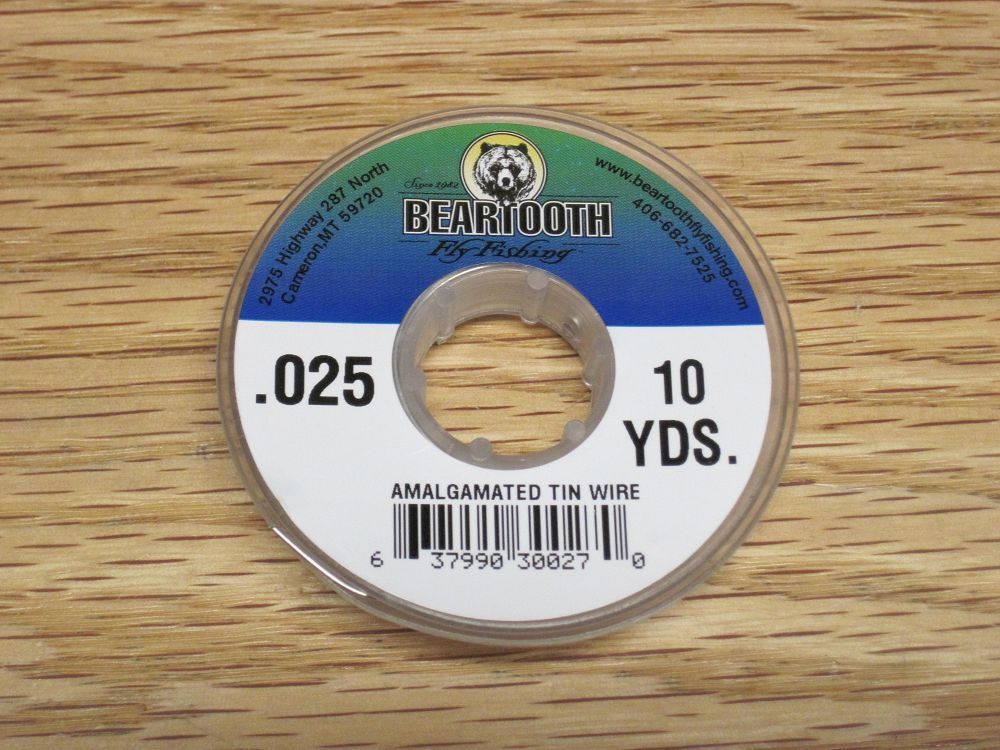 Since 1982
BEARTOOTH
Fly Fishing
2975 Highway 287 North
Cameron.MT 59720
www.beartoothflyfishing.com
406-682-7525
.025
10
YDS.
AMALGAMATED TIN WIRE
6 37990 30027 0